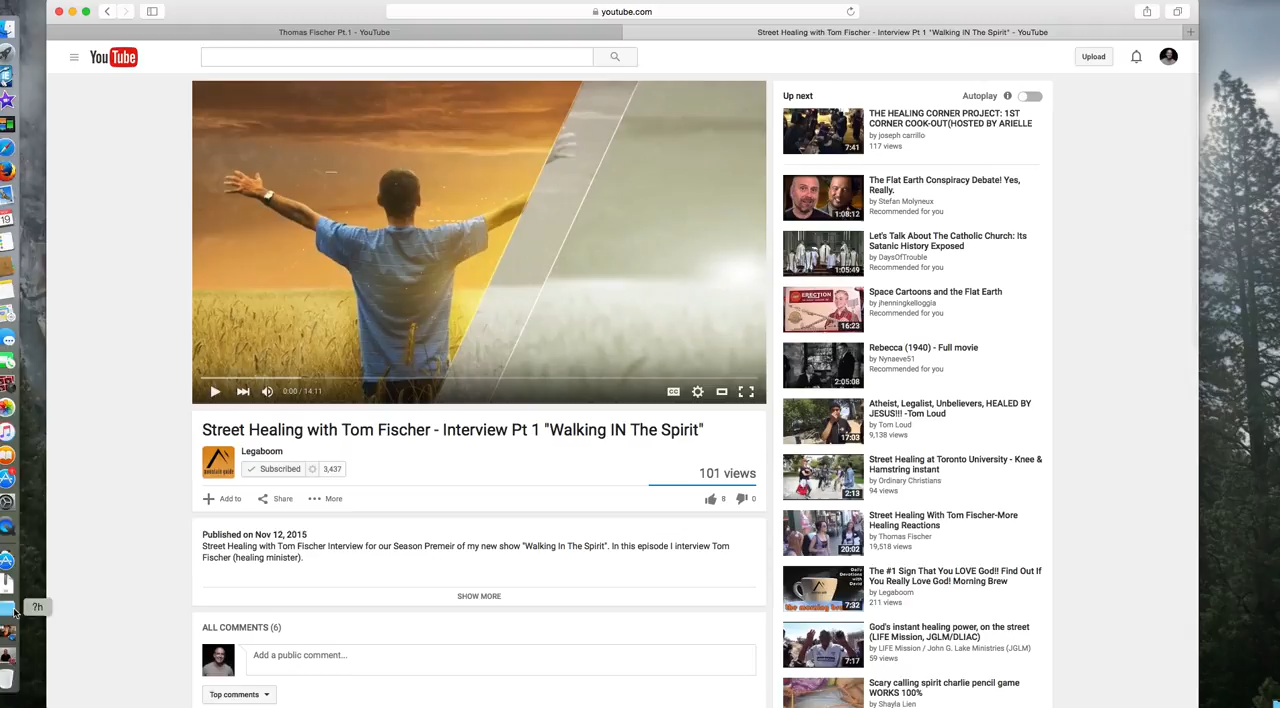 youtube.com
Thomas Fischer Pt.1 - YouTube
Street Healing with Tom Fischer - Interview Pt 1 "Walking IN The Spirit" - YouTube
YouTube
Upload
Up next
Autoplay
THE HEALING CORNER PROJECT: 1ST
CORNER COOK-OUT(HOSTED BY ARIELLE
by joseph carrillo
117 views
7:41
The Flat Earth Conspiracy Debate! Yes,
Really.
by Stefan Molyneux
Recommended for you
1:08:12
Let's Talk About The Catholic Church: Its
Satanic History Exposed
by DaysOfTrouble
Recommended for you
1:05:49
Space Cartoons and the Flat Earth
by jhenningkelloggia
Recommended for you
16:23
Rebecca (1940) - Full movie
by Nynaeve51
Recommended for you
2:05:08
Atheist, Legalist, Unbelievers, HEALED BY
JESUS!!! -Tom Loud
by Tom Loud
9,138 views
17:03
Street Healing at Toronto University - Knee &
Hamstring instant
by Ordinary Christians
94 views
2:13
Street Healing With Tom Fischer-More
Healing Reactions
by Thomas Fischer
19,518 views
20:02
The #1 Sign That You LOVE God!! Find Out If
You Really Love God! Morning Brew
by Legaboom
211 views
7:32
God's instant healing power, on the street
(LIFE Mission, JGLM/DLIAC)
by LIFE Mission / John G. Lake Ministries (JGLM)
59 views
7:17
Scary calling spirit charlie pencil game
WORKS 100%
by Shayla Lien
0:00 / 14:11
CC
Street Healing with Tom Fischer - Interview Pt 1 "Walking IN The Spirit"
Legaboom
Subscribed
3,437
101 views
Add to
Share
More
8
0
Published on Nov 12, 2015
Street Healing with Tom Fischer Interview for our Season Premeir of my new show "Walking In The Spirit". In this episode I interview Tom
Fischer (healing minister).
SHOW MORE
ALL COMMENTS (6)
Add a public comment...
Top comments
19
?h